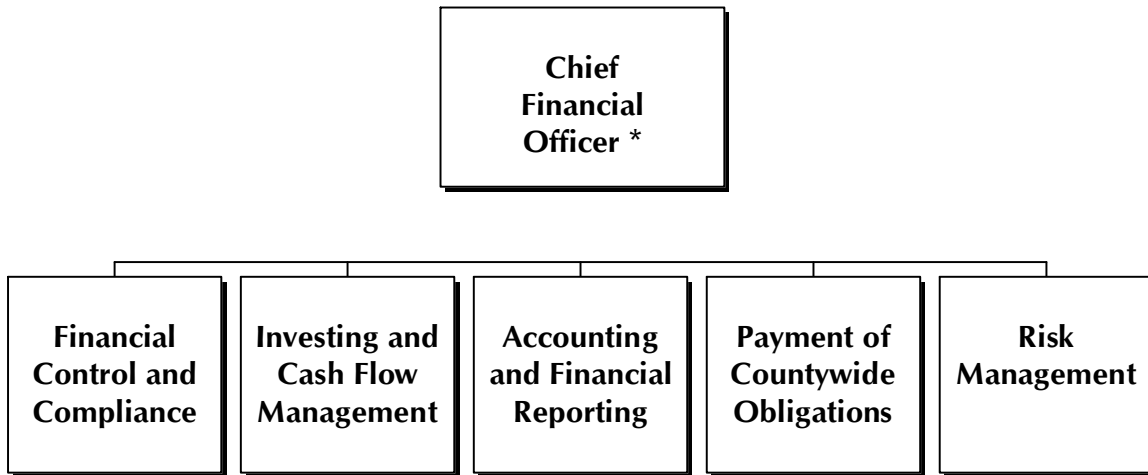 Chief
Financial
Officer *
Financial
Control and
Compliance
Investing and
Cash Flow
Management
Accounting
and Financial
Reporting
Payment of
Countywide
Obligations
Risk
Management